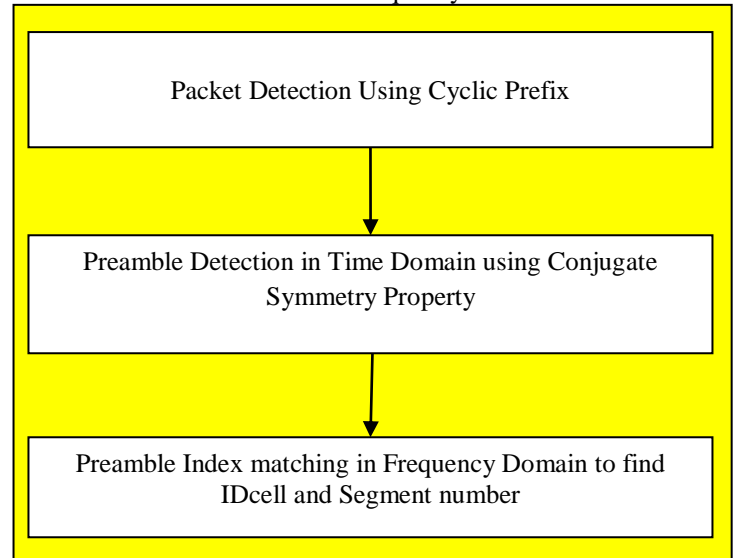 Packet Detection Using Cyclic Prefix
Preamble Detection in Time Domain using Conjugate
Symmetry Property
Preamble Index matching in Frequency Domain to find
IDcell and Segment number